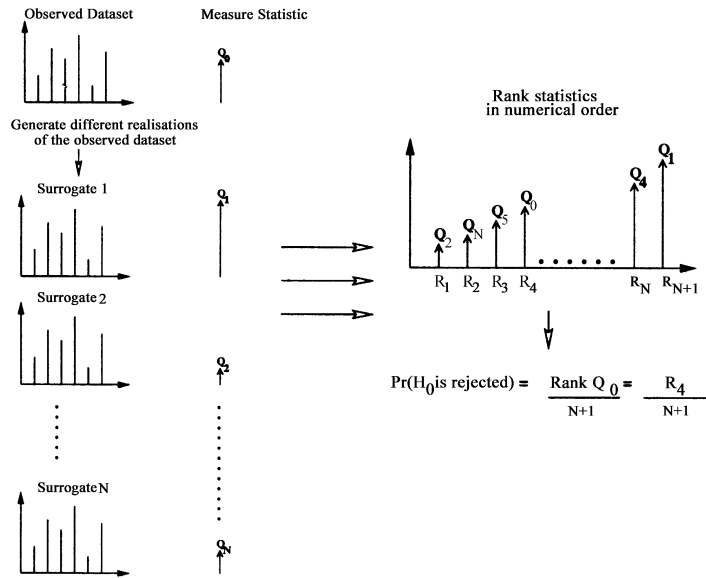 Observed Dataset
Measure Statistic
Q0
Generate different realisations
of the observed dataset
Surrogate 1
Q1
Surrogate 2
Q2
Surrogate N
QN
Rank statistics
in numerical order
Q2 QN Q5 Q0 Q4 Q1
R1 R2 R3 R4 RN RN+1
Pr(H0 is rejected) = Rank Q0 = R4
N+1 N+1